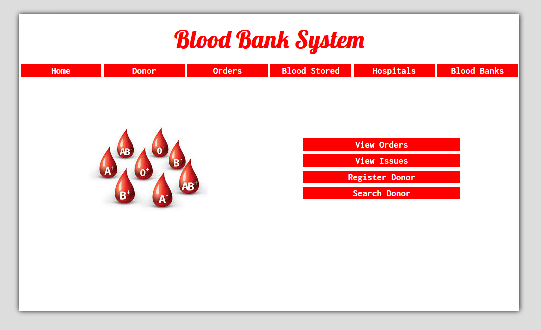 Blood Bank System
Home Donor Orders Blood Stored Hospitals Blood Banks
AB
O
B-
A
O+
AB
B+
A-
View Orders
View Issues
Register Donor
Search Donor